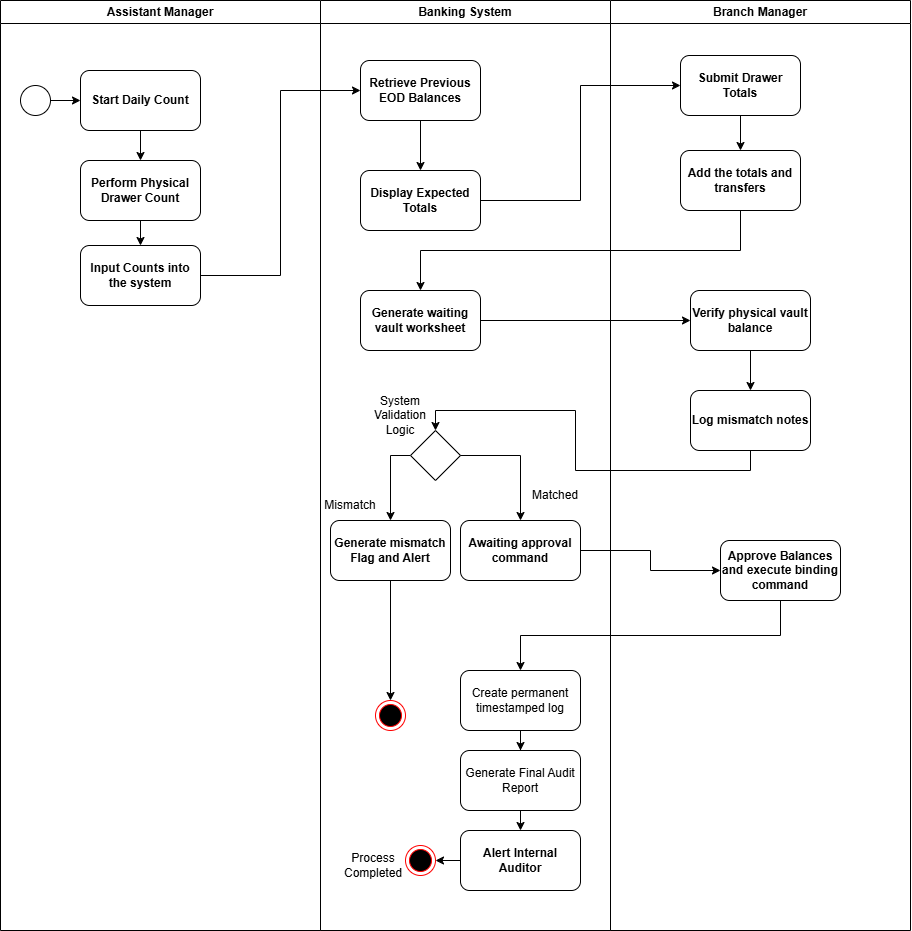 Assistant Manager
Banking System
Branch Manager
Start Daily Count
Perform Physical
Drawer Count
Input Counts into
the system
Retrieve Previous
EOD Balances
Display Expected
Totals
Submit Drawer
Totals
Add the totals and
transfers
Generate waiting
vault worksheet
Verify physical vault
balance
Log mismatch notes
System
Validation
Logic
Mismatch
Matched
Generate mismatch
Flag and Alert
Awaiting approval
command
Approve Balances
and execute binding
command
Create permanent
timestamped log
Generate Final Audit
Report
Alert Internal
Auditor
Process
Completed